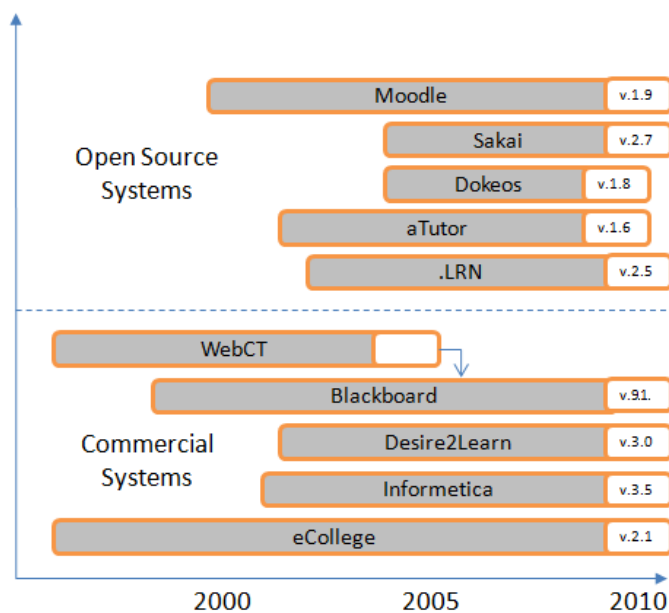 Moodle v.1.9
Sakai v.2.7
Open Source
Systems
Dokeos v.1.8
aTutor v.1.6
.LRN v.2.5
WebCT
Blackboard v.91.
Commercial
Systems
Desire2Learn v.3.0
Informetica v.3.5
eCollege v.2.1
2000 2005 2010